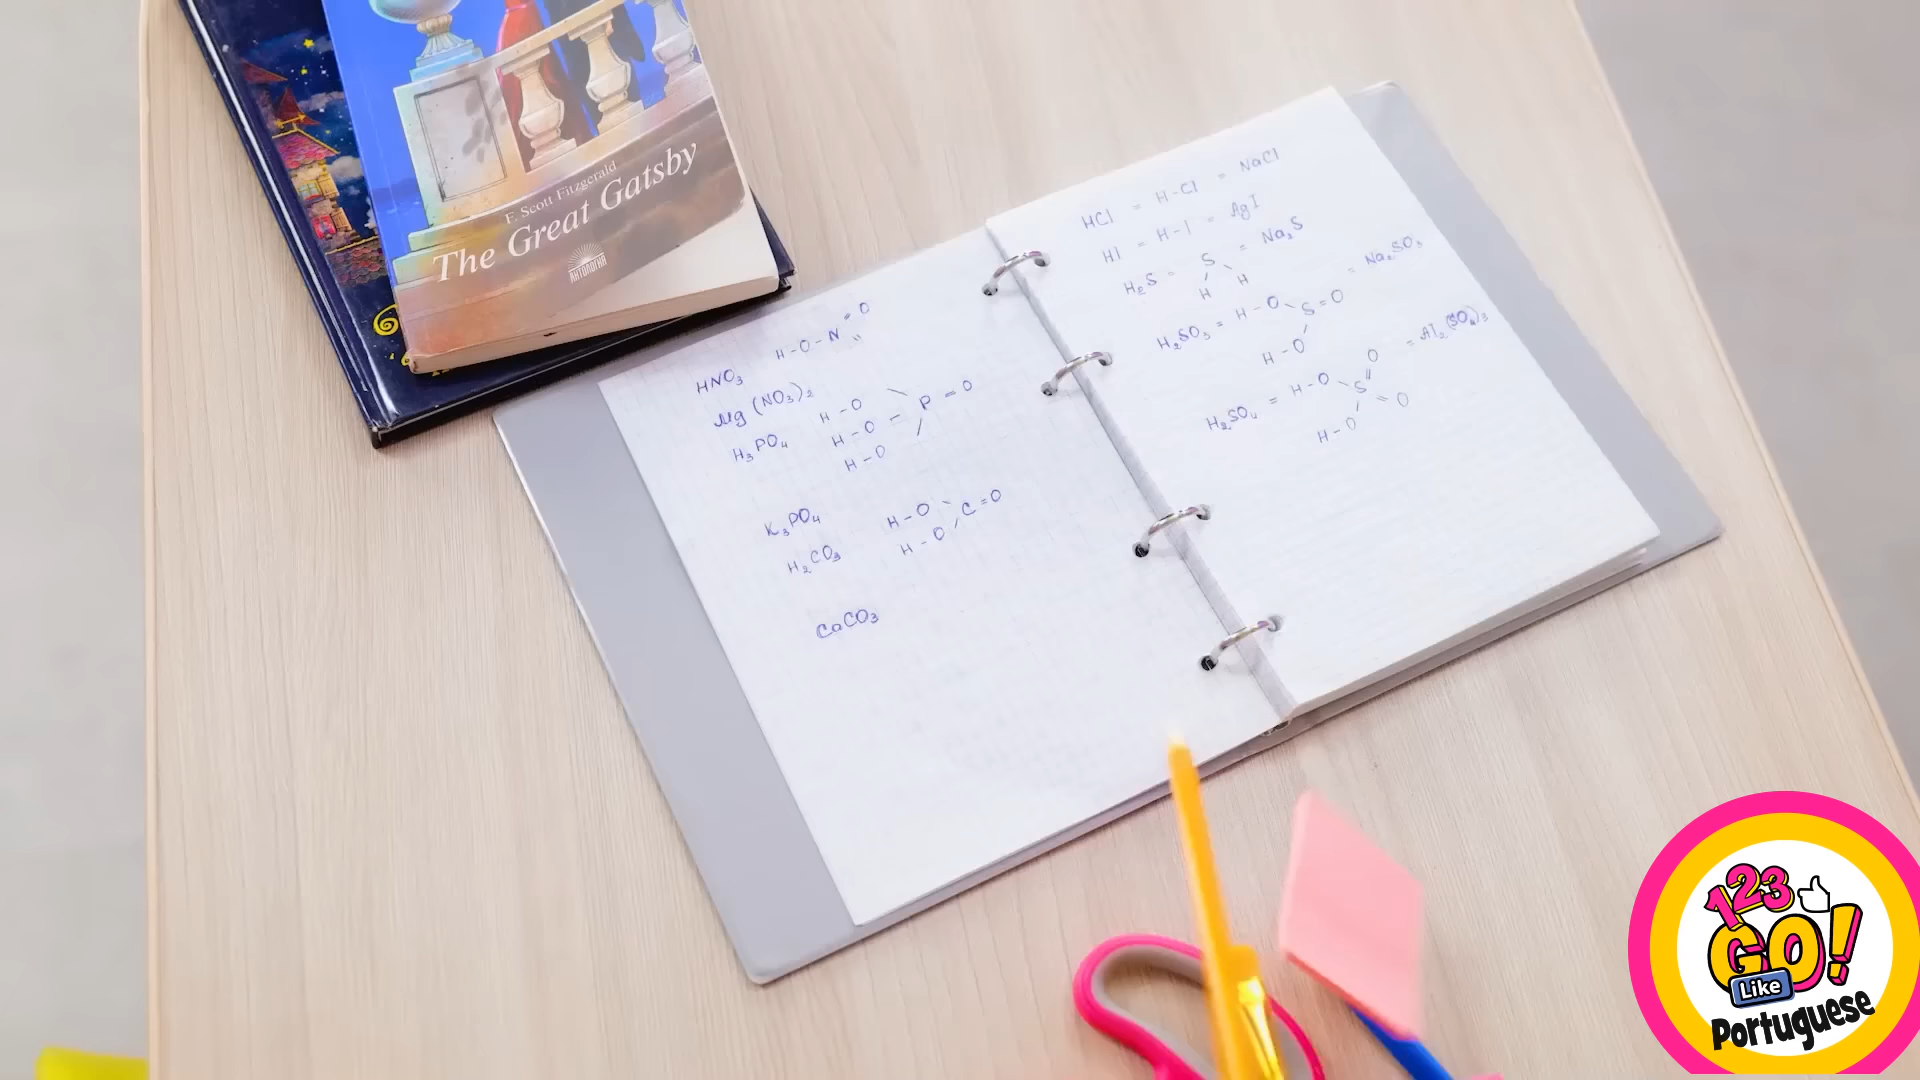 F. Scott Fitzgerald
The Great Gatsby
АНТОЛОГИЯ
HNO₃ H-O-N=O
Mg(NO₃)₂
H₃PO₄ H-O P=O
H-O
H-O
K₃PO₄
H₂CO₃ H-O C=O
H-O
CaCO₃
HCl = H-Cl = NaCl
HI = H-I = AgI
H₂S = S = Na₂S
H H
H₂SO₃ = H-O S=O = Na₂SO₃
H-O
H₂SO₄ = H-O S = O = Al₂(SO₄)₃
O
H-O
123
GO!
Like
Portuguese